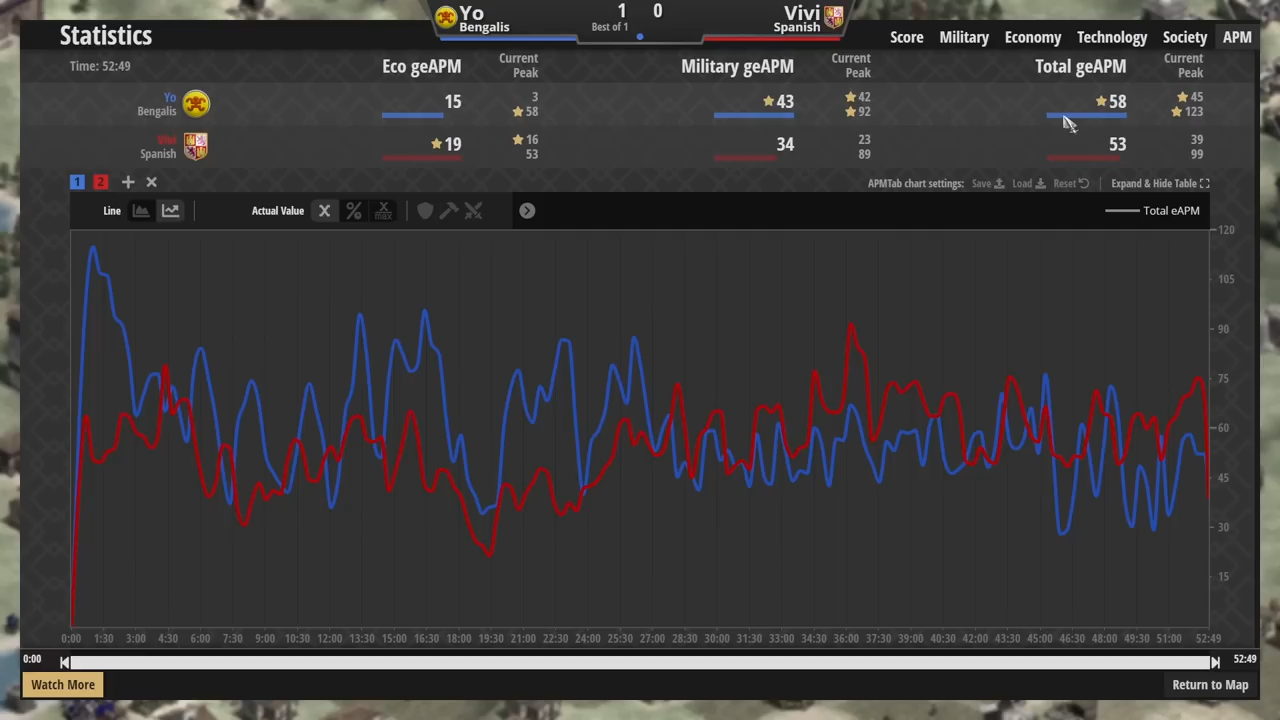 Yo
Bengalis
1 0
Best of 1
Vivi
Spanish
Statistics
Score Military Economy Technology Society APM
Time: 52:49
Eco geAPM
Current
Peak
Military geAPM
Current
Peak
Total geAPM
Current
Peak
Yo
Bengalis
15
3
58
43
42
92
58
45
123
Vivi
Spanish
19
16
53
34
23
89
53
39
99
1 2
APMTab chart settings: Save Load Reset Expand & Hide Table
Line
Actual Value X % X max
Total eAPM
120
105
90
75
60
45
30
15
0:00 1:30 3:00 4:30 6:00 7:30 9:00 10:30 12:00 13:30 15:00 16:30 18:00 19:30 21:00 22:30 24:00 25:30 27:00 28:30 30:00 31:30 33:00 34:30 36:00 37:30 39:00 40:30 42:00 43:30 45:00 46:30 48:00 49:30 51:00 52:49
0:00 52:49
Watch More
Return to Map